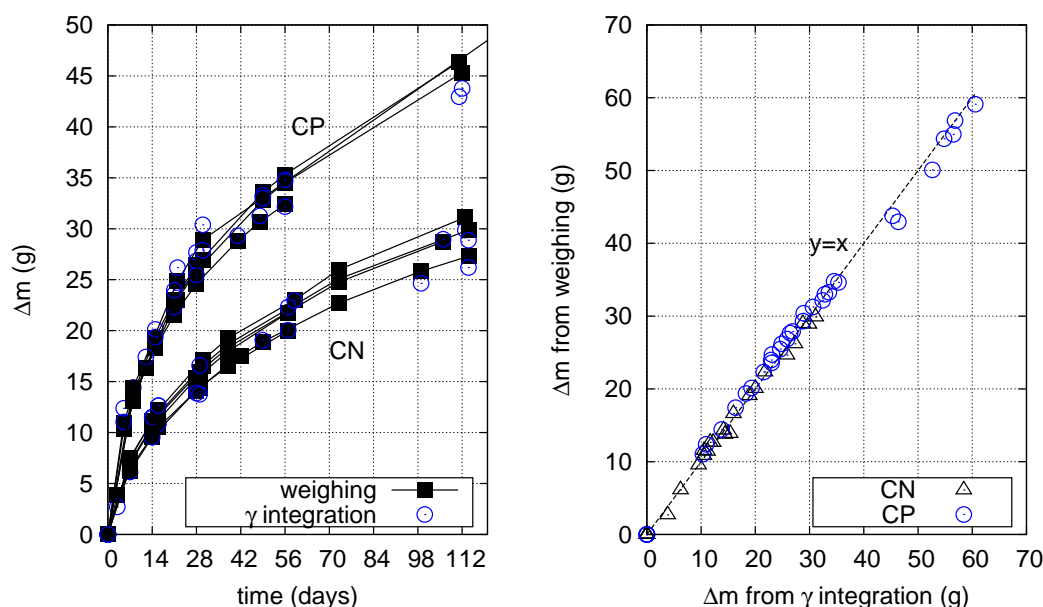 50
45
40
35
30
25
20
15
10
5
0
0 14 28 42 56 70 84 98 112
Δm (g)
time (days)
CP
CN
weighing
γ integration
70
60
50
40
30
20
10
0
0 10 20 30 40 50 60 70
Δm from weighing (g)
Δm from γ integration (g)
y=x
CN
CP